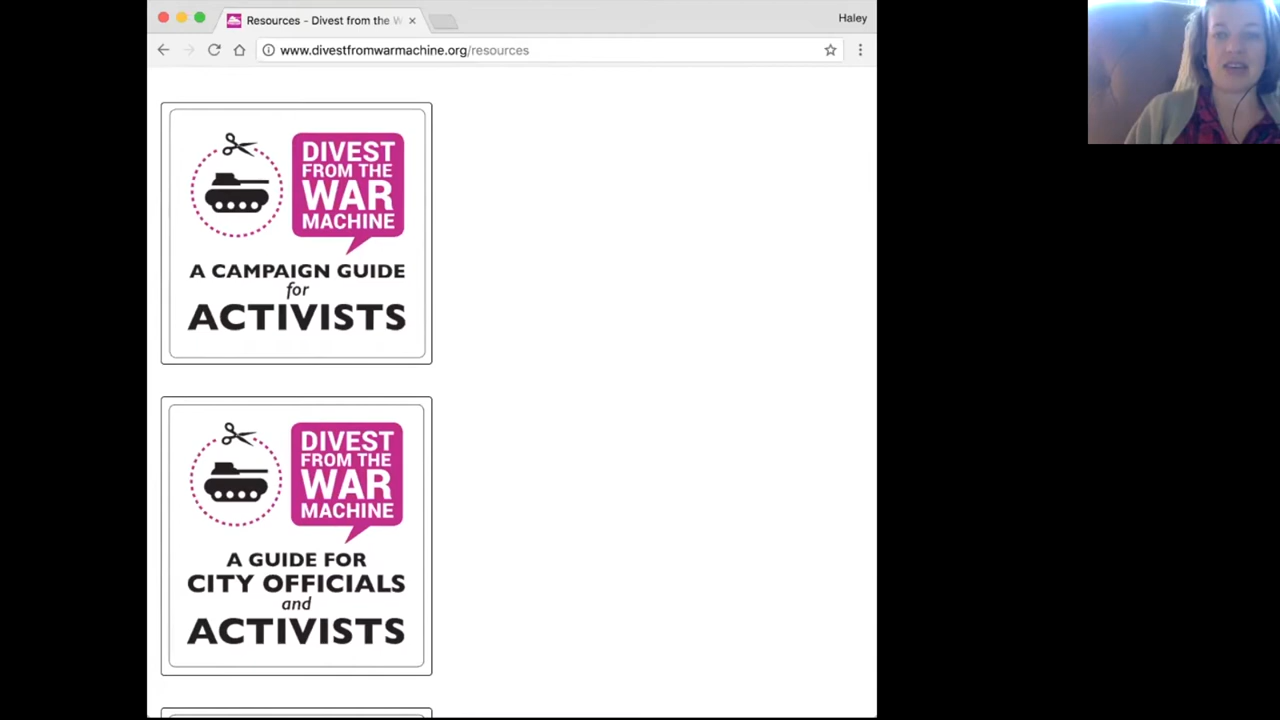 Resources – Divest from the W
Haley
www.divestfromwarmachine.org/resources
DIVEST
FROM THE
WAR
MACHINE
A CAMPAIGN GUIDE
for
ACTIVISTS
DIVEST
FROM THE
WAR
MACHINE
A GUIDE FOR
CITY OFFICIALS
and
ACTIVISTS